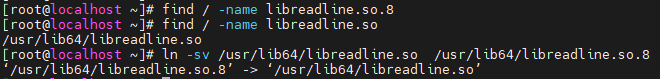 [root@localhost ~]# find / -name libreadline.so.8
[root@localhost ~]# find / -name libreadline.so
/usr/lib64/libreadline.so
[root@localhost ~]# ln -sv /usr/lib64/libreadline.so  /usr/lib64/libreadline.so.8
‘/usr/lib64/libreadline.so.8’ -> ‘/usr/lib64/libreadline.so’